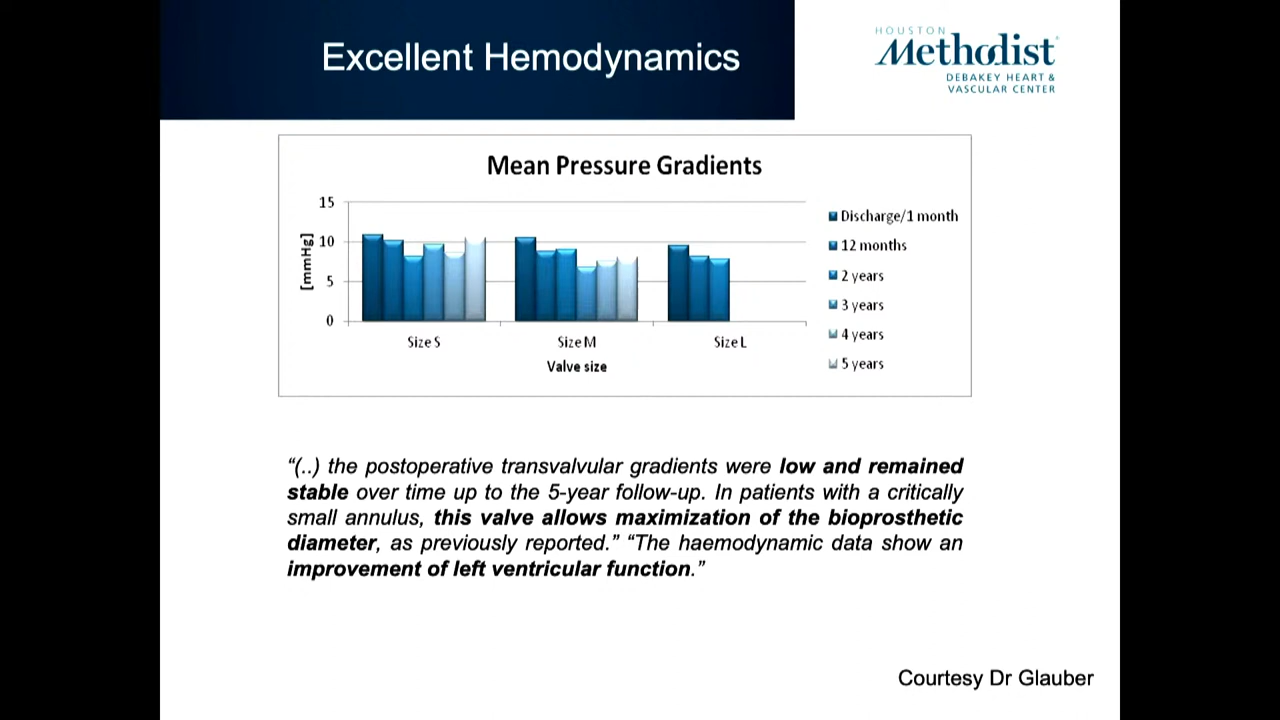 Excellent Hemodynamics
HOUSTON
Methodist
DEBAKEY HEART &
VASCULAR CENTER
Mean Pressure Gradients
15
10
5
0
[mmHg]
Size S
Size M
Size L
Valve size
Discharge/1 month
12 months
2 years
3 years
4 years
5 years
“(..) the postoperative transvalvular gradients were low and remained
stable over time up to the 5-year follow-up. In patients with a critically
small annulus, this valve allows maximization of the bioprosthetic
diameter, as previously reported.” “The haemodynamic data show an
improvement of left ventricular function.”
Courtesy Dr Glauber